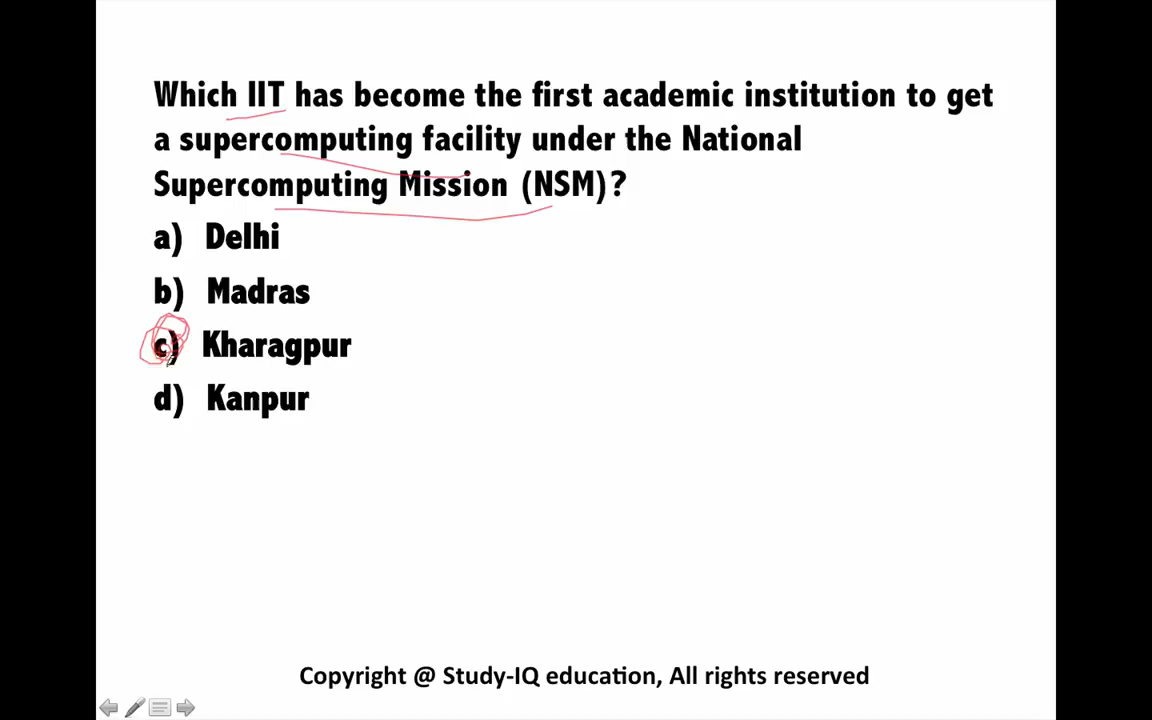 Which IIT has become the first academic institution to get
a supercomputing facility under the National
Supercomputing Mission (NSM)?
a) Delhi
b) Madras
c) Kharagpur
d) Kanpur
Copyright @ Study-IQ education, All rights reserved